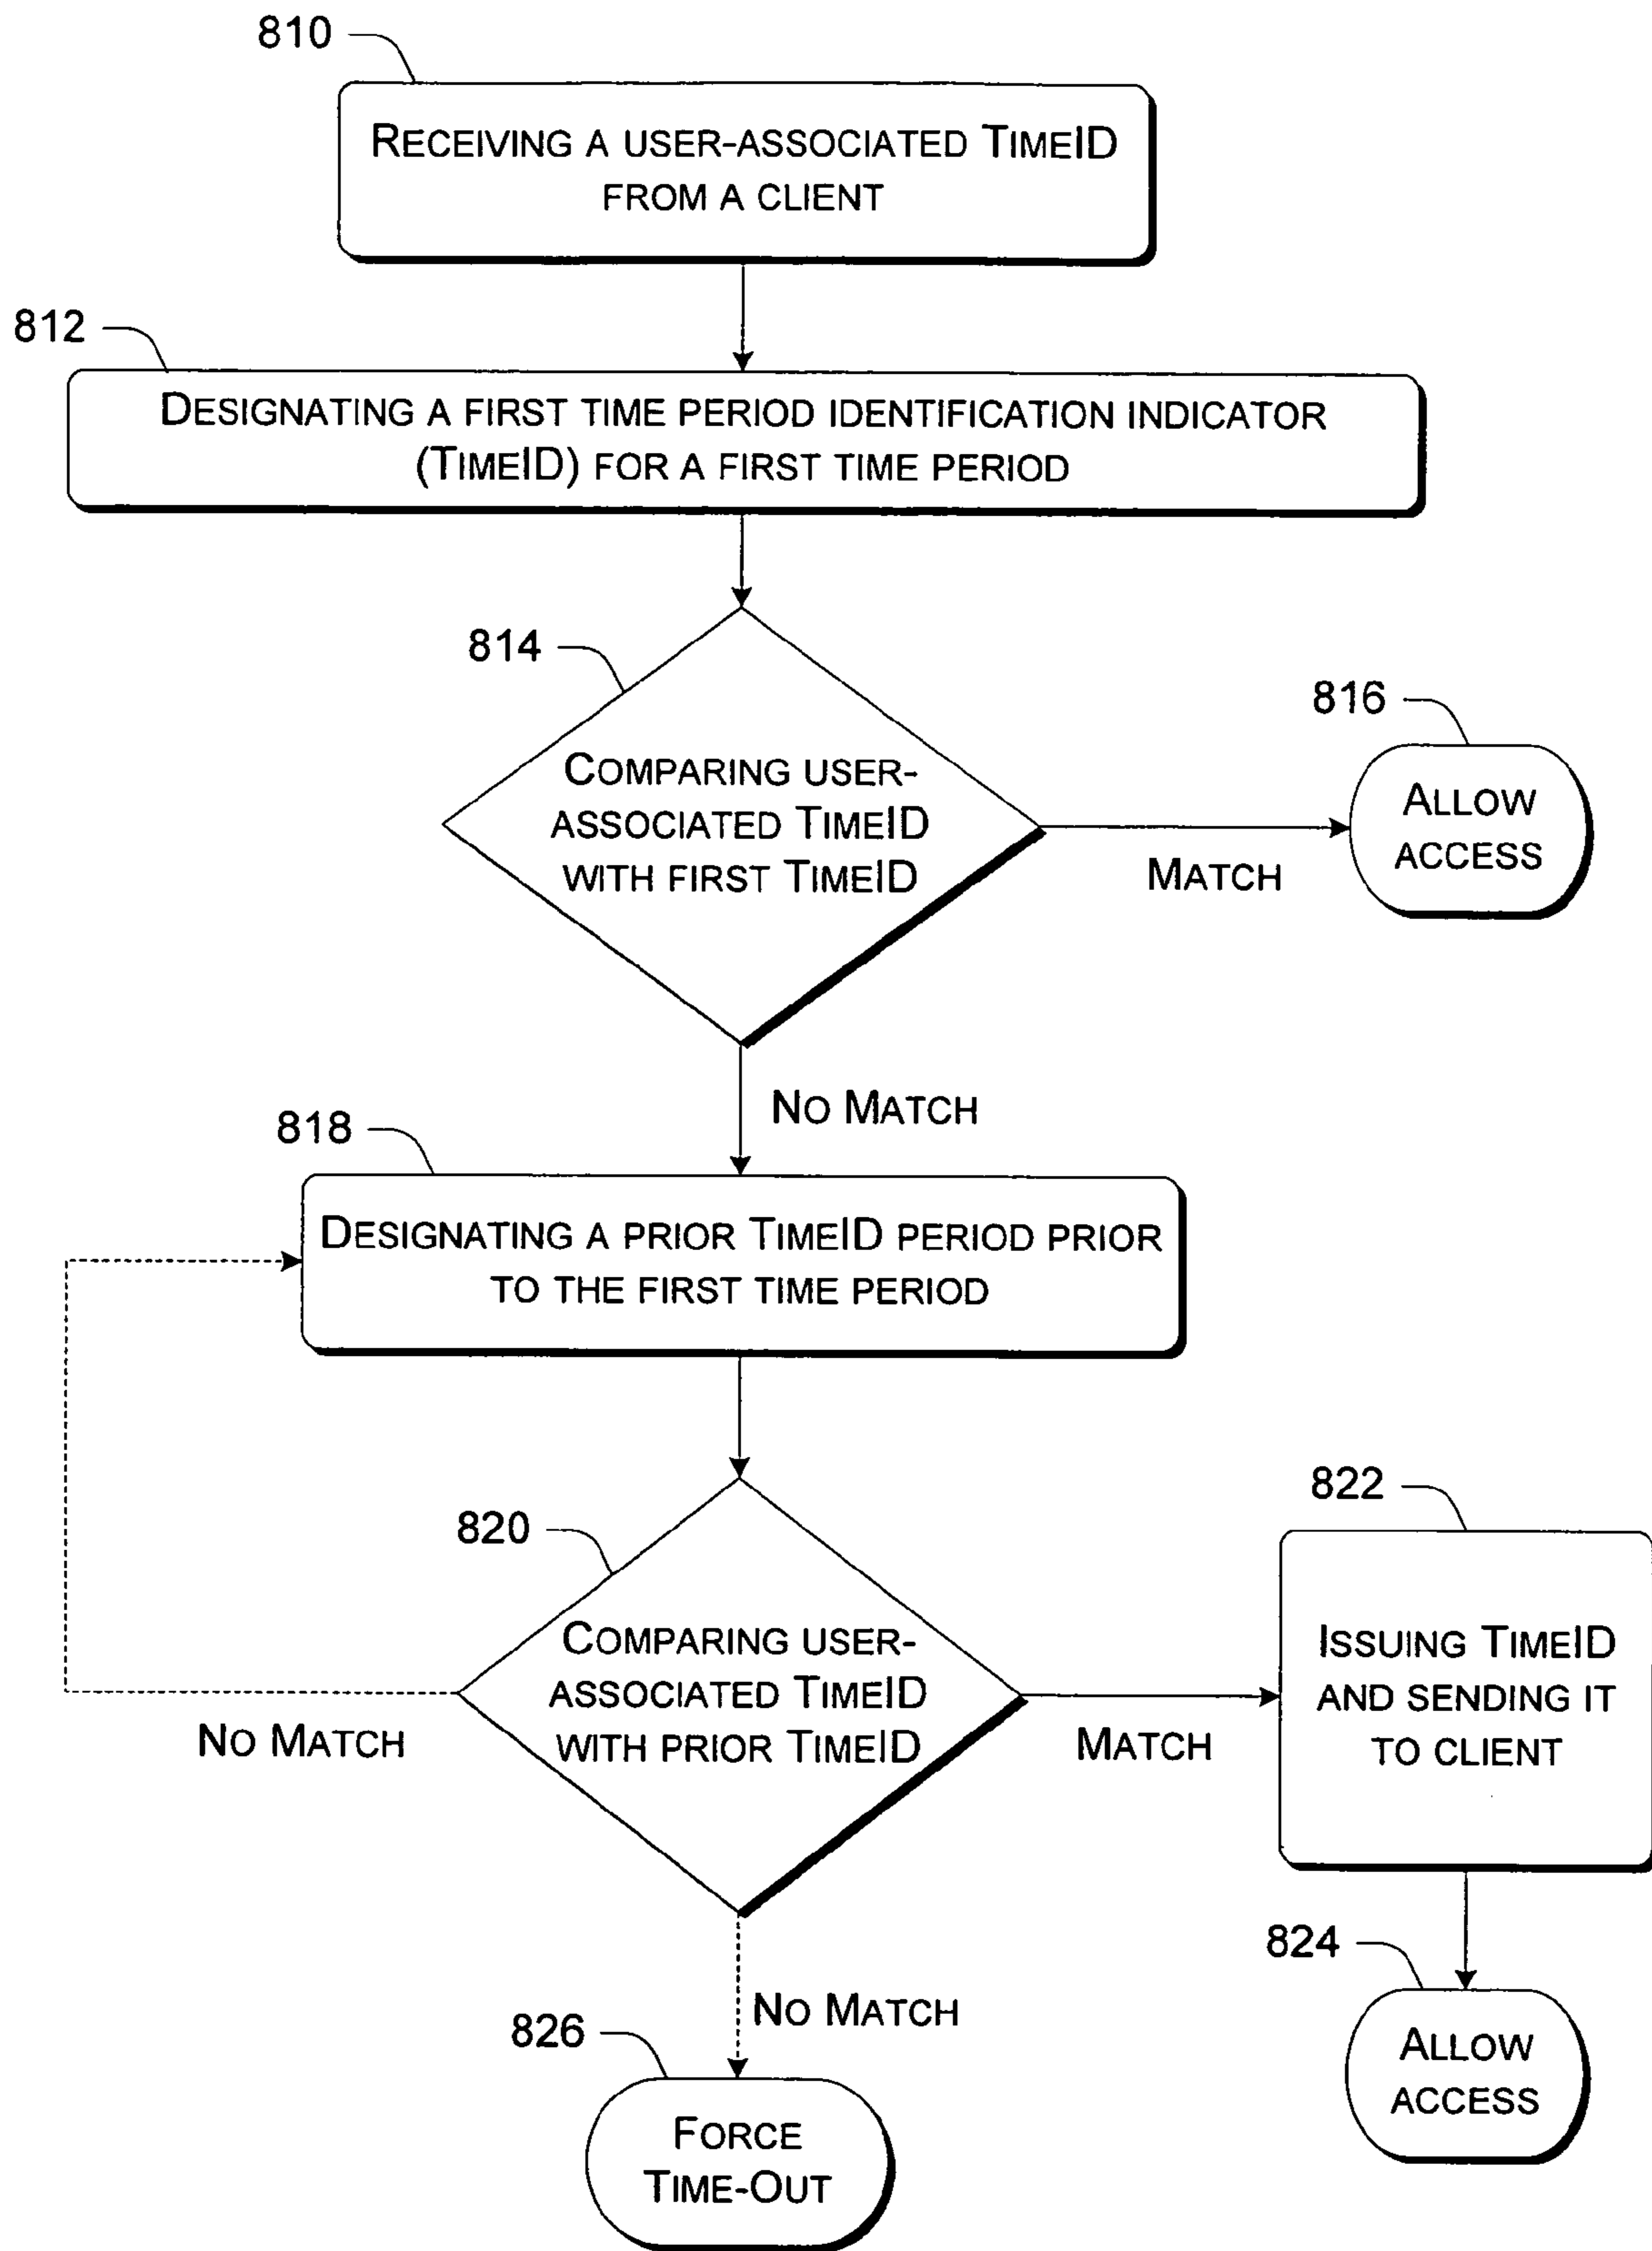 810
RECEIVING A USER-ASSOCIATED TIMEID
FROM A CLIENT
812
DESIGNATING A FIRST TIME PERIOD IDENTIFICATION INDICATOR
(TIMEID) FOR A FIRST TIME PERIOD
814
COMPARING USER-
ASSOCIATED TIMEID
WITH FIRST TIMEID
MATCH
816
ALLOW
ACCESS
NO MATCH
818
DESIGNATING A PRIOR TIMEID PERIOD PRIOR
TO THE FIRST TIME PERIOD
820
COMPARING USER-
ASSOCIATED TIMEID
WITH PRIOR TIMEID
NO MATCH
MATCH
822
ISSUING TIMEID
AND SENDING IT
TO CLIENT
824
ALLOW
ACCESS
NO MATCH
826
FORCE
TIME-OUT